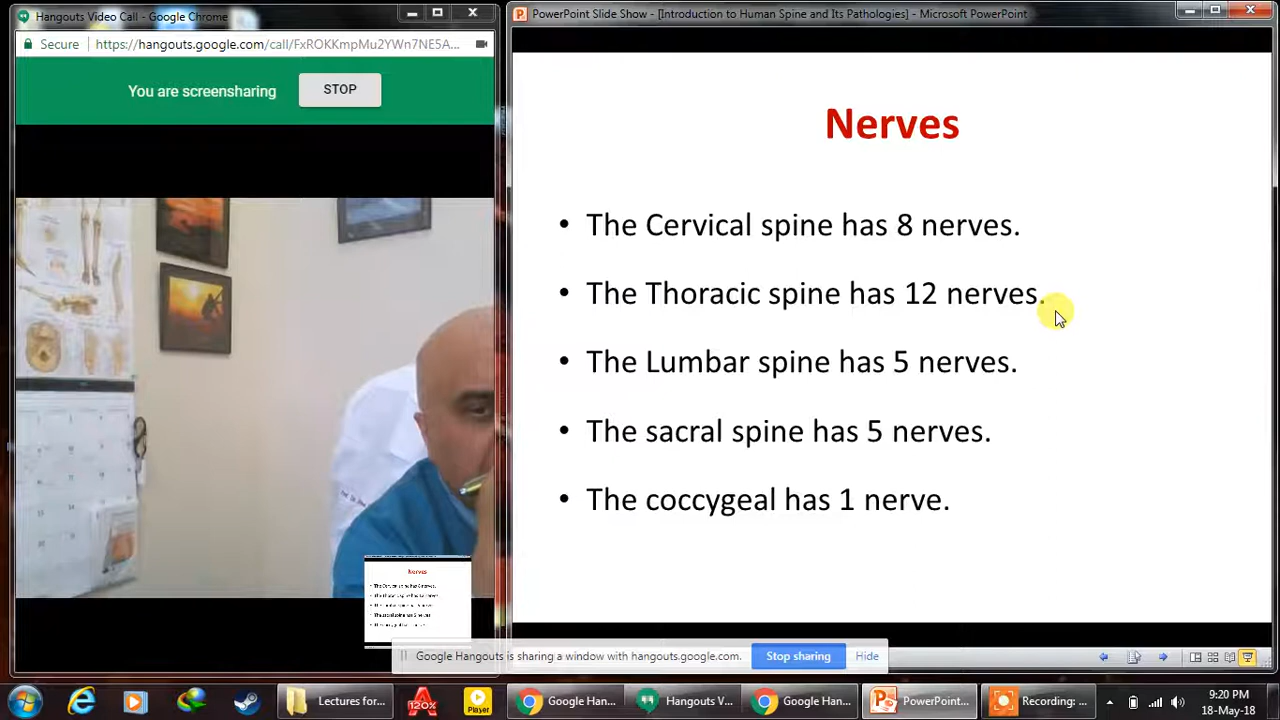 Hangouts Video Call - Google Chrome
Secure https://hangouts.google.com/call/FxROKKmpMu2YWn7NE5A...
You are screensharing STOP
PowerPoint Slide Show - [Introduction to Human Spine and Its Pathologies] - Microsoft PowerPoint
Nerves
• The Cervical spine has 8 nerves.
• The Thoracic spine has 12 nerves.
• The Lumbar spine has 5 nerves.
• The sacral spine has 5 nerves.
• The coccygeal has 1 nerve.
Nerves
Google Hangouts is sharing a window with hangouts.google.com. Stop sharing Hide
Lectures for...
120%
Player
Google Han...
Hangouts V...
Google Han...
PowerPoint...
Recording: ...
9:20 PM
18-May-18